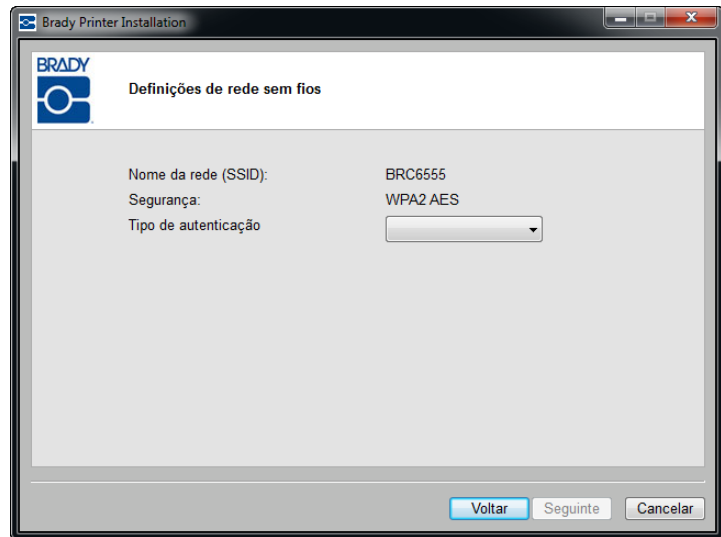 Brady Printer Installation
BRADY
Definições de rede sem fios
Nome da rede (SSID): BRC6555
Segurança: WPA2 AES
Tipo de autenticação
Voltar Seguinte Cancelar